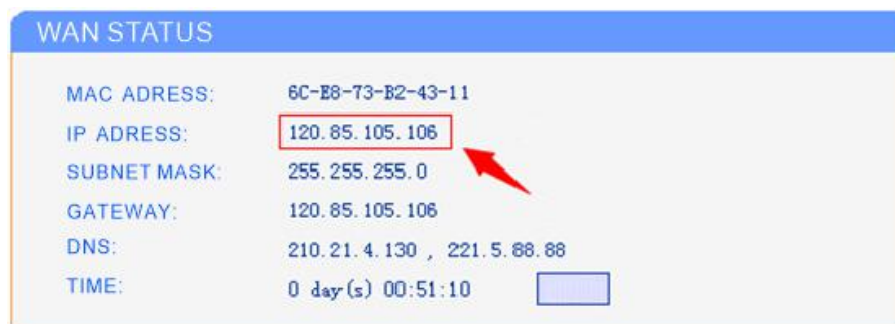 WAN STATUS
MAC ADRESS: 6C-E8-73-B2-43-11
IP ADRESS: 120.85.105.106
SUBNET MASK: 255.255.255.0
GATEWAY: 120.85.105.106
DNS: 210.21.4.130 , 221.5.88.88
TIME: 0 day(s) 00:51:10